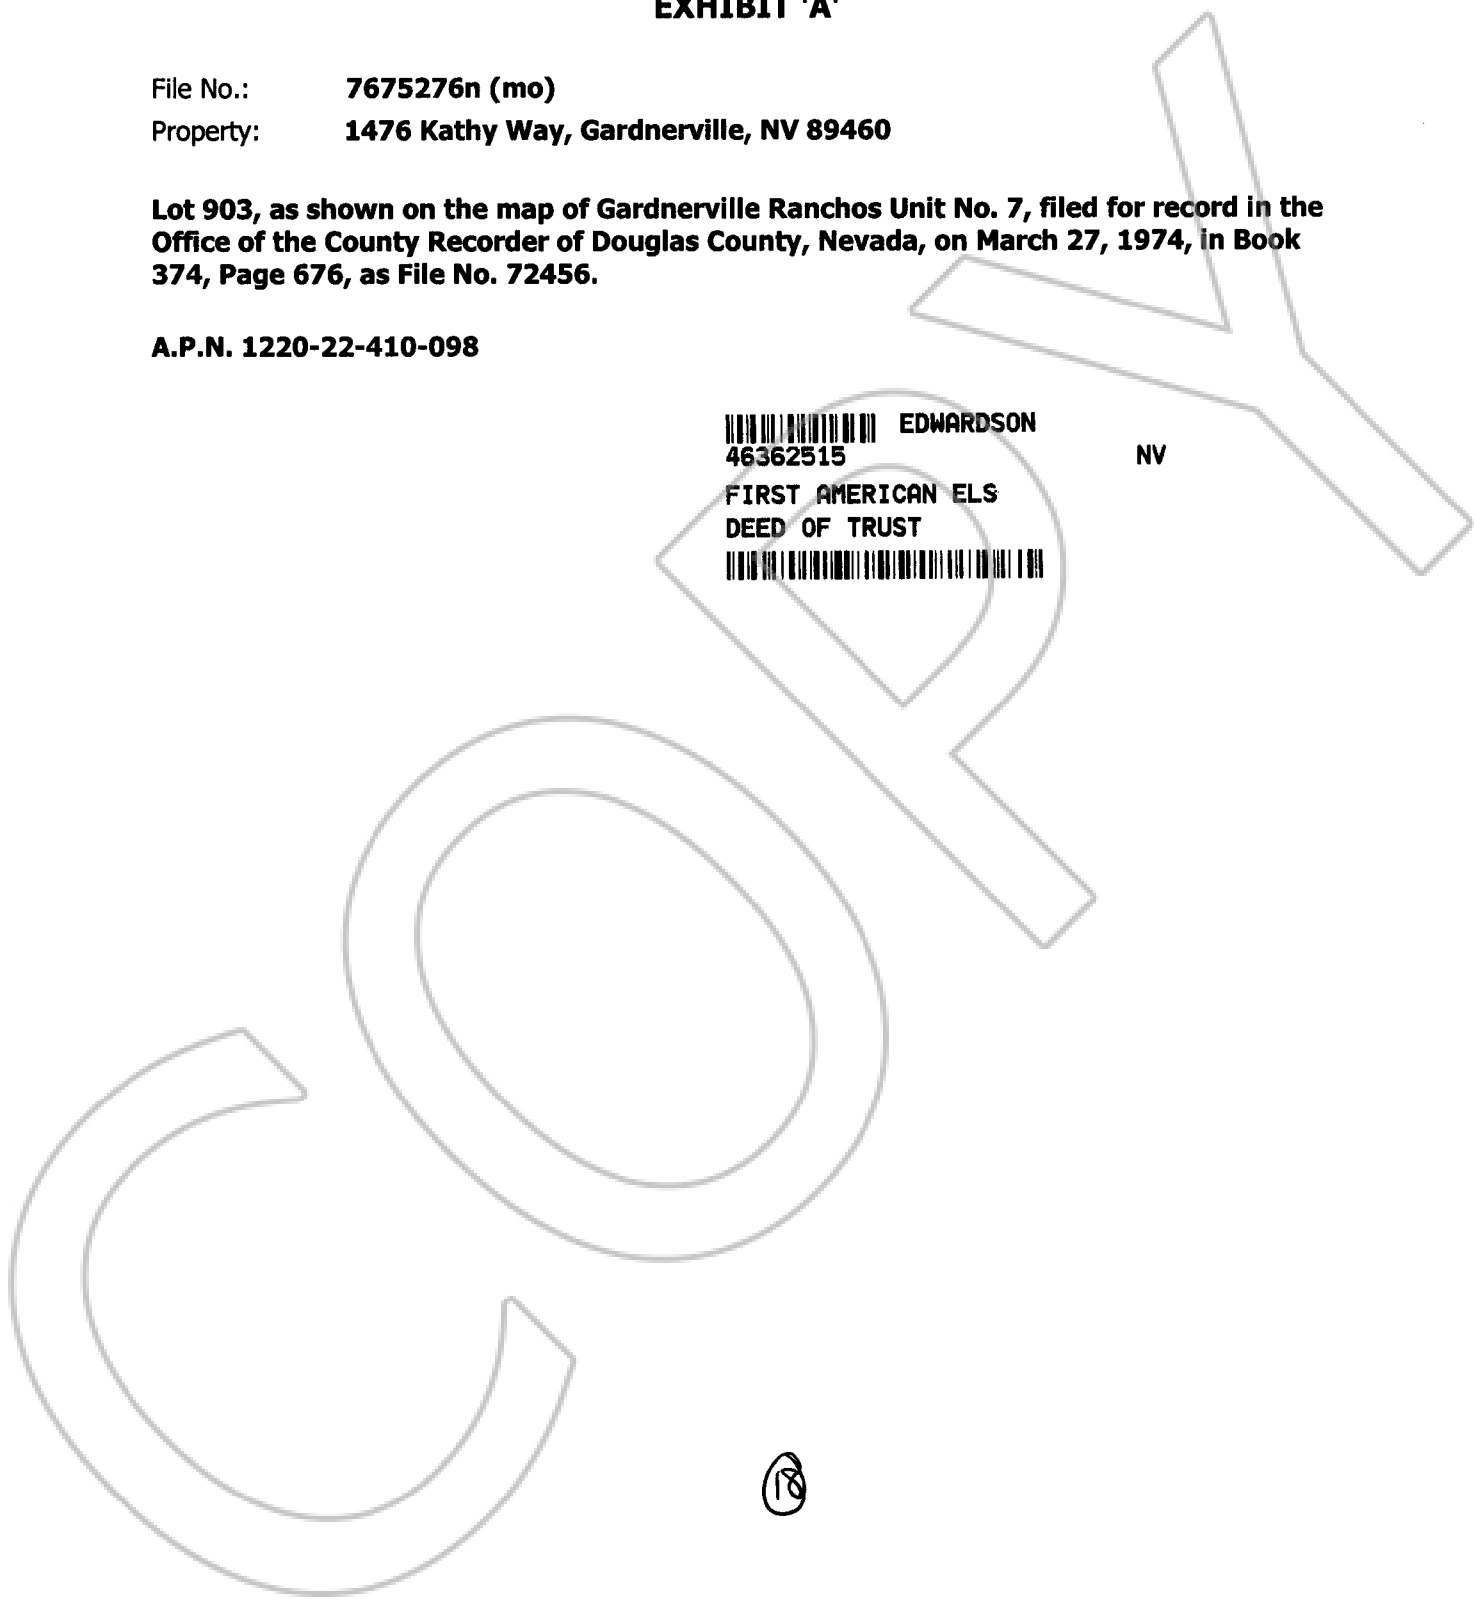 EXHIBIT 'A'
File No.: 7675276n (mo)
Property: 1476 Kathy Way, Gardnerville, NV 89460
Lot 903, as shown on the map of Gardnerville Ranchos Unit No. 7, filed for record in the
Office of the County Recorder of Douglas County, Nevada, on March 27, 1974, in Book
374, Page 676, as File No. 72456.
A.P.N. 1220-22-410-098
EDWARDSON
46362515 NV
FIRST AMERICAN ELS
DEED OF TRUST
COPY
18